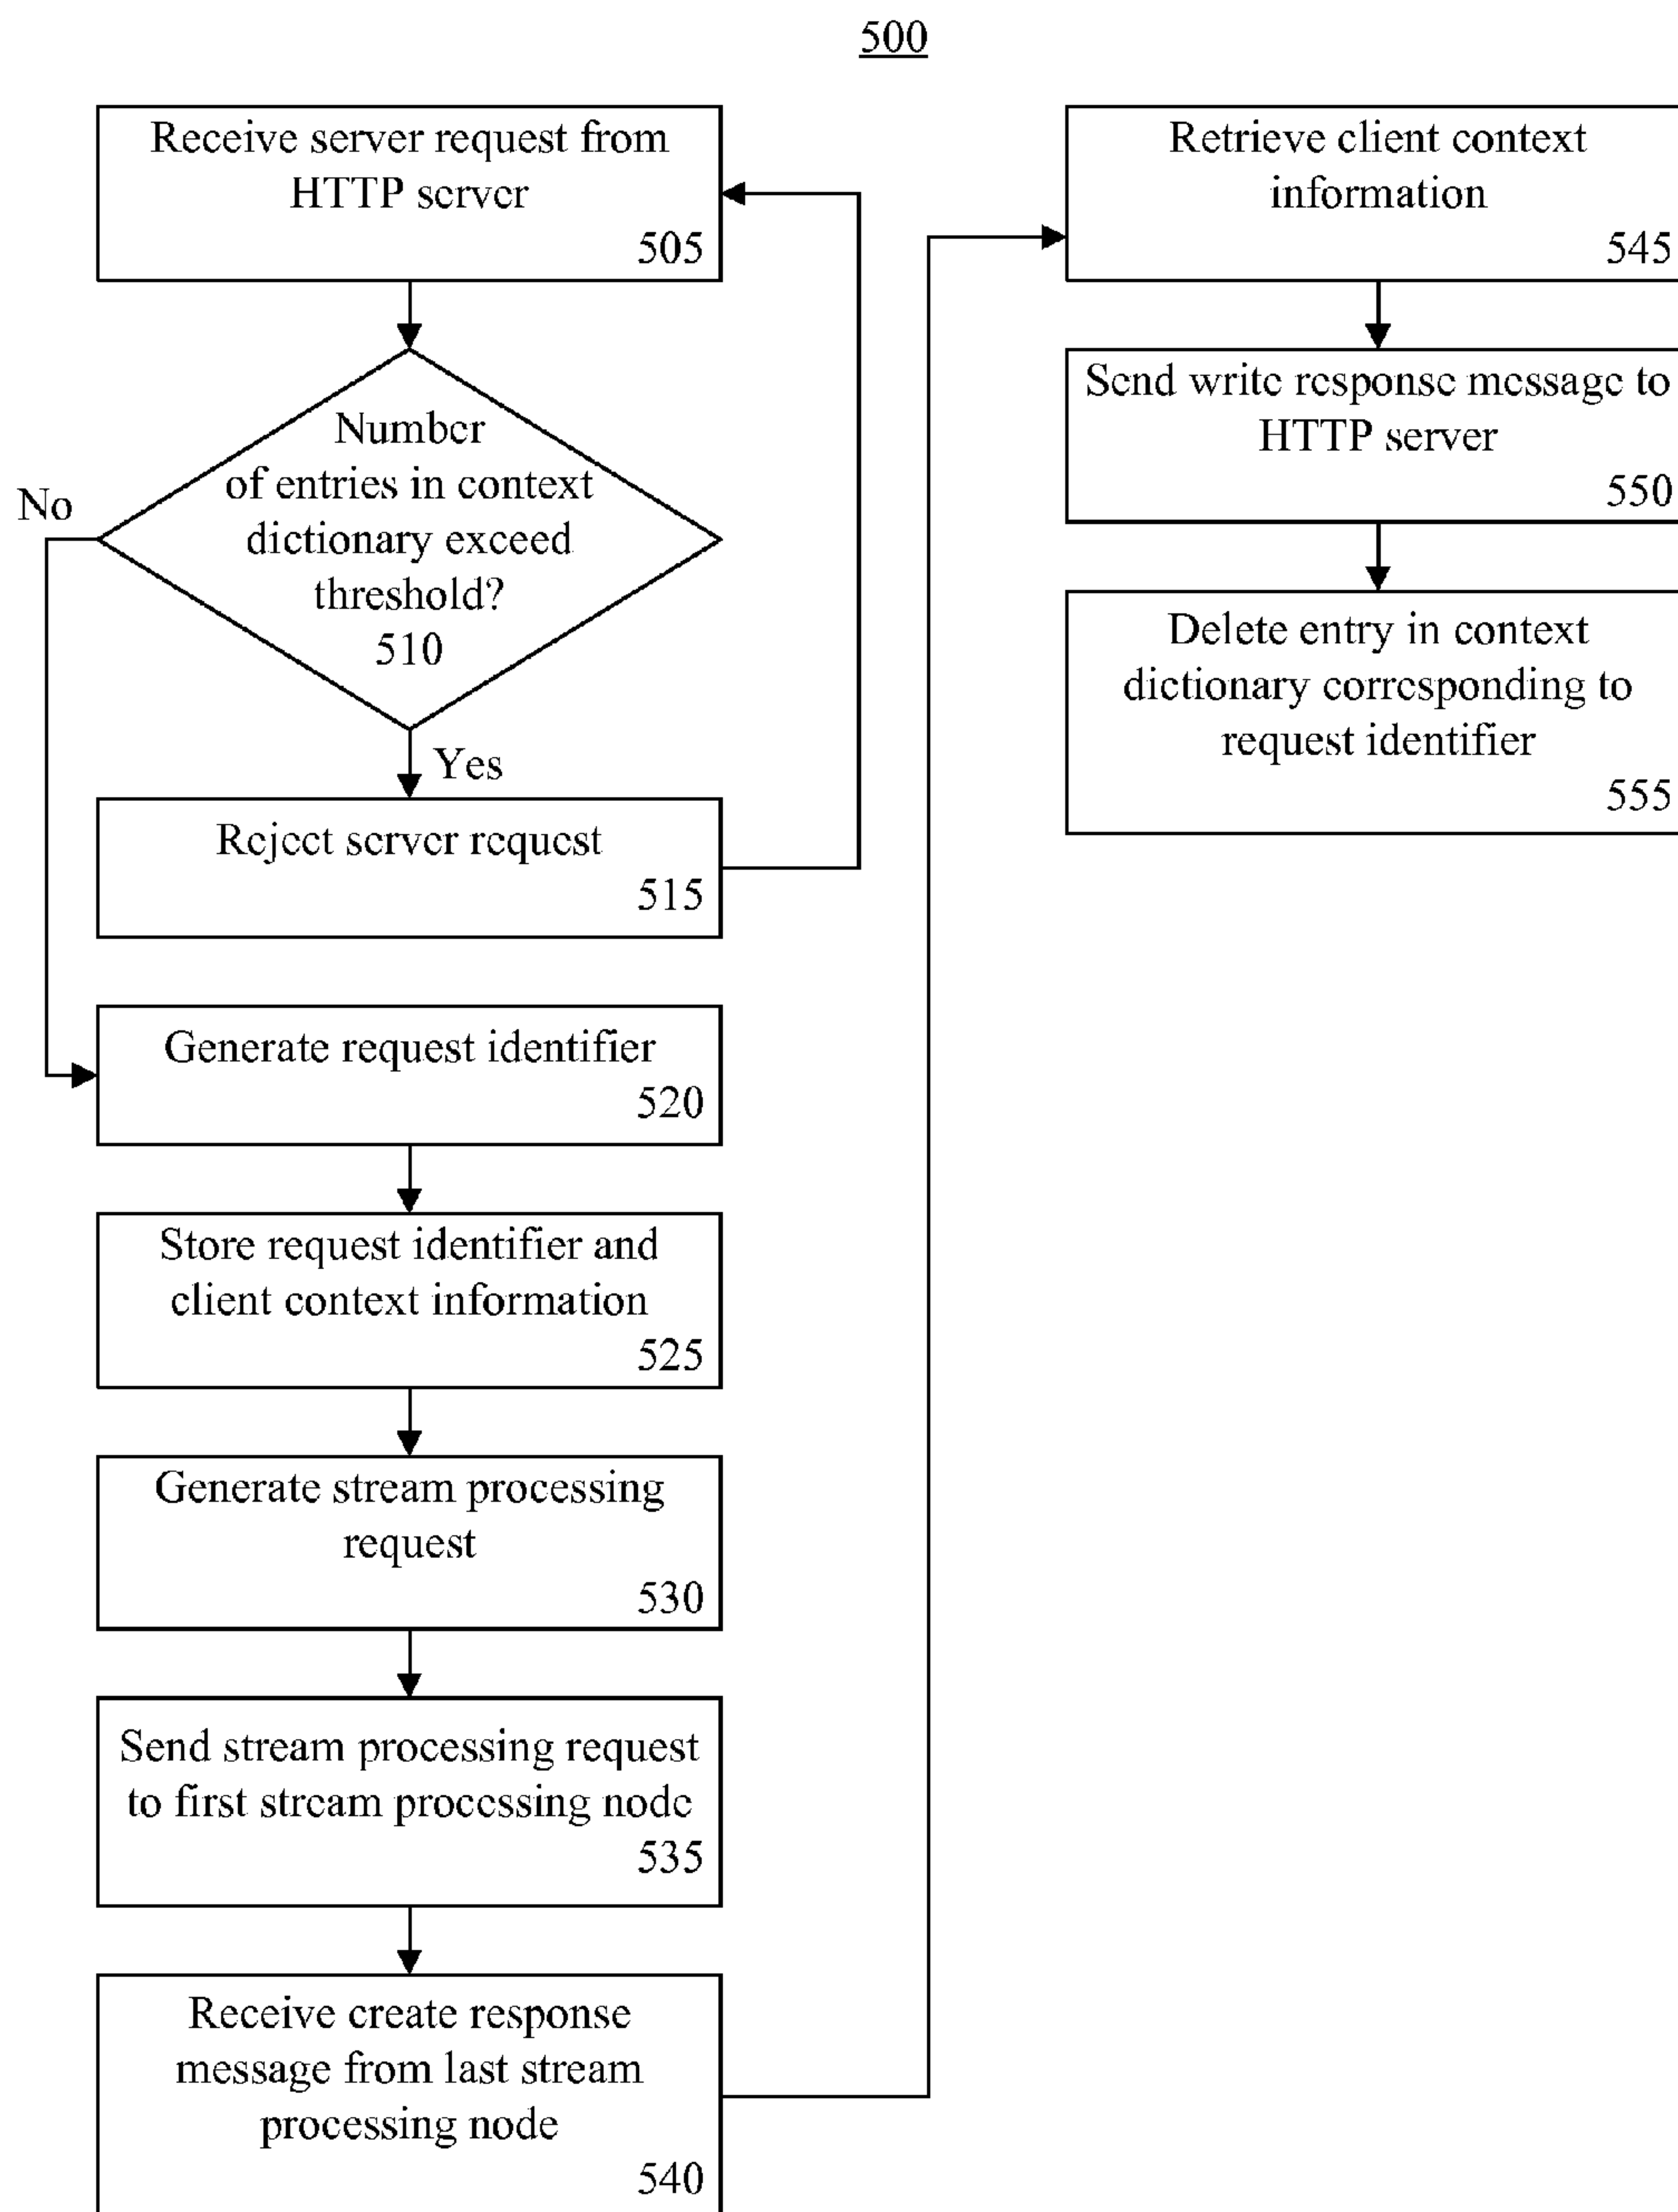 500
Receive server request from
HTTP server
505
Number
of entries in context
dictionary exceed
threshold?
510
No
Yes
Reject server request
515
Generate request identifier
520
Store request identifier and
client context information
525
Generate stream processing
request
530
Send stream processing request
to first stream processing node
535
Receive create response
message from last stream
processing node
540
Retrieve client context
information
545
Send write response message to
HTTP server
550
Delete entry in context
dictionary corresponding to
request identifier
555